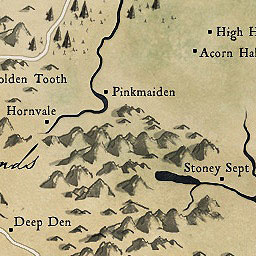 High H
Acorn Hal
olden Tooth
Pinkmaiden
Hornvale
nds
Stoney Sept
Deep Den